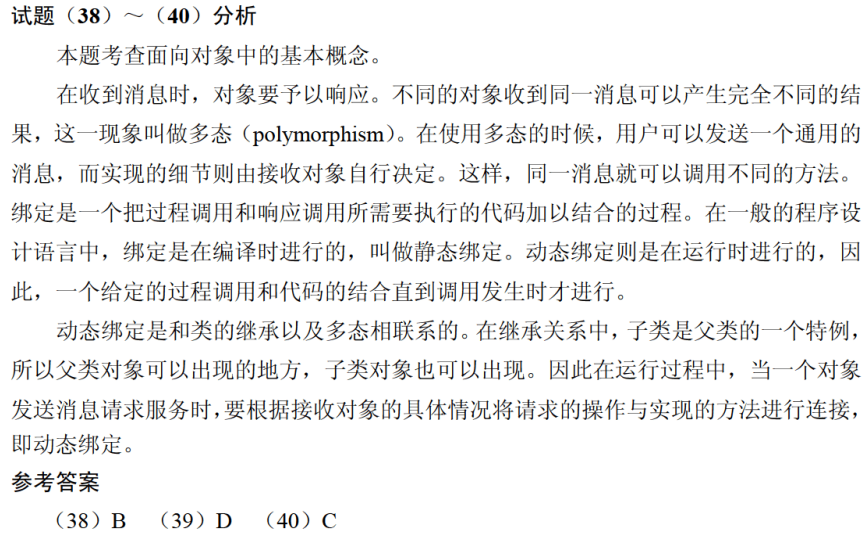 试题（38）～（40）分析
本题考查面向对象中的基本概念。
在收到消息时，对象要予以响应。不同的对象收到同一消息可以产生完全不同的结
果，这一现象叫做多态（polymorphism）。在使用多态的时候，用户可以发送一个通用的
消息，而实现的细节则由接收对象自行决定。这样，同一消息就可以调用不同的方法。
绑定是一个把过程调用和响应调用所需要执行的代码加以结合的过程。在一般的程序设
计语言中，绑定是在编译时进行的，叫做静态绑定。动态绑定则是在运行时进行的，因
此，一个给定的过程调用和代码的结合直到调用发生时才进行。
动态绑定是和类的继承以及多态相联系的。在继承关系中，子类是父类的一个特例，
所以父类对象可以出现的地方，子类对象也可以出现。因此在运行过程中，当一个对象
发送消息请求服务时，要根据接收对象的具体情况将请求的操作与实现的方法进行连接，
即动态绑定。
参考答案
（38）B （39）D （40）C